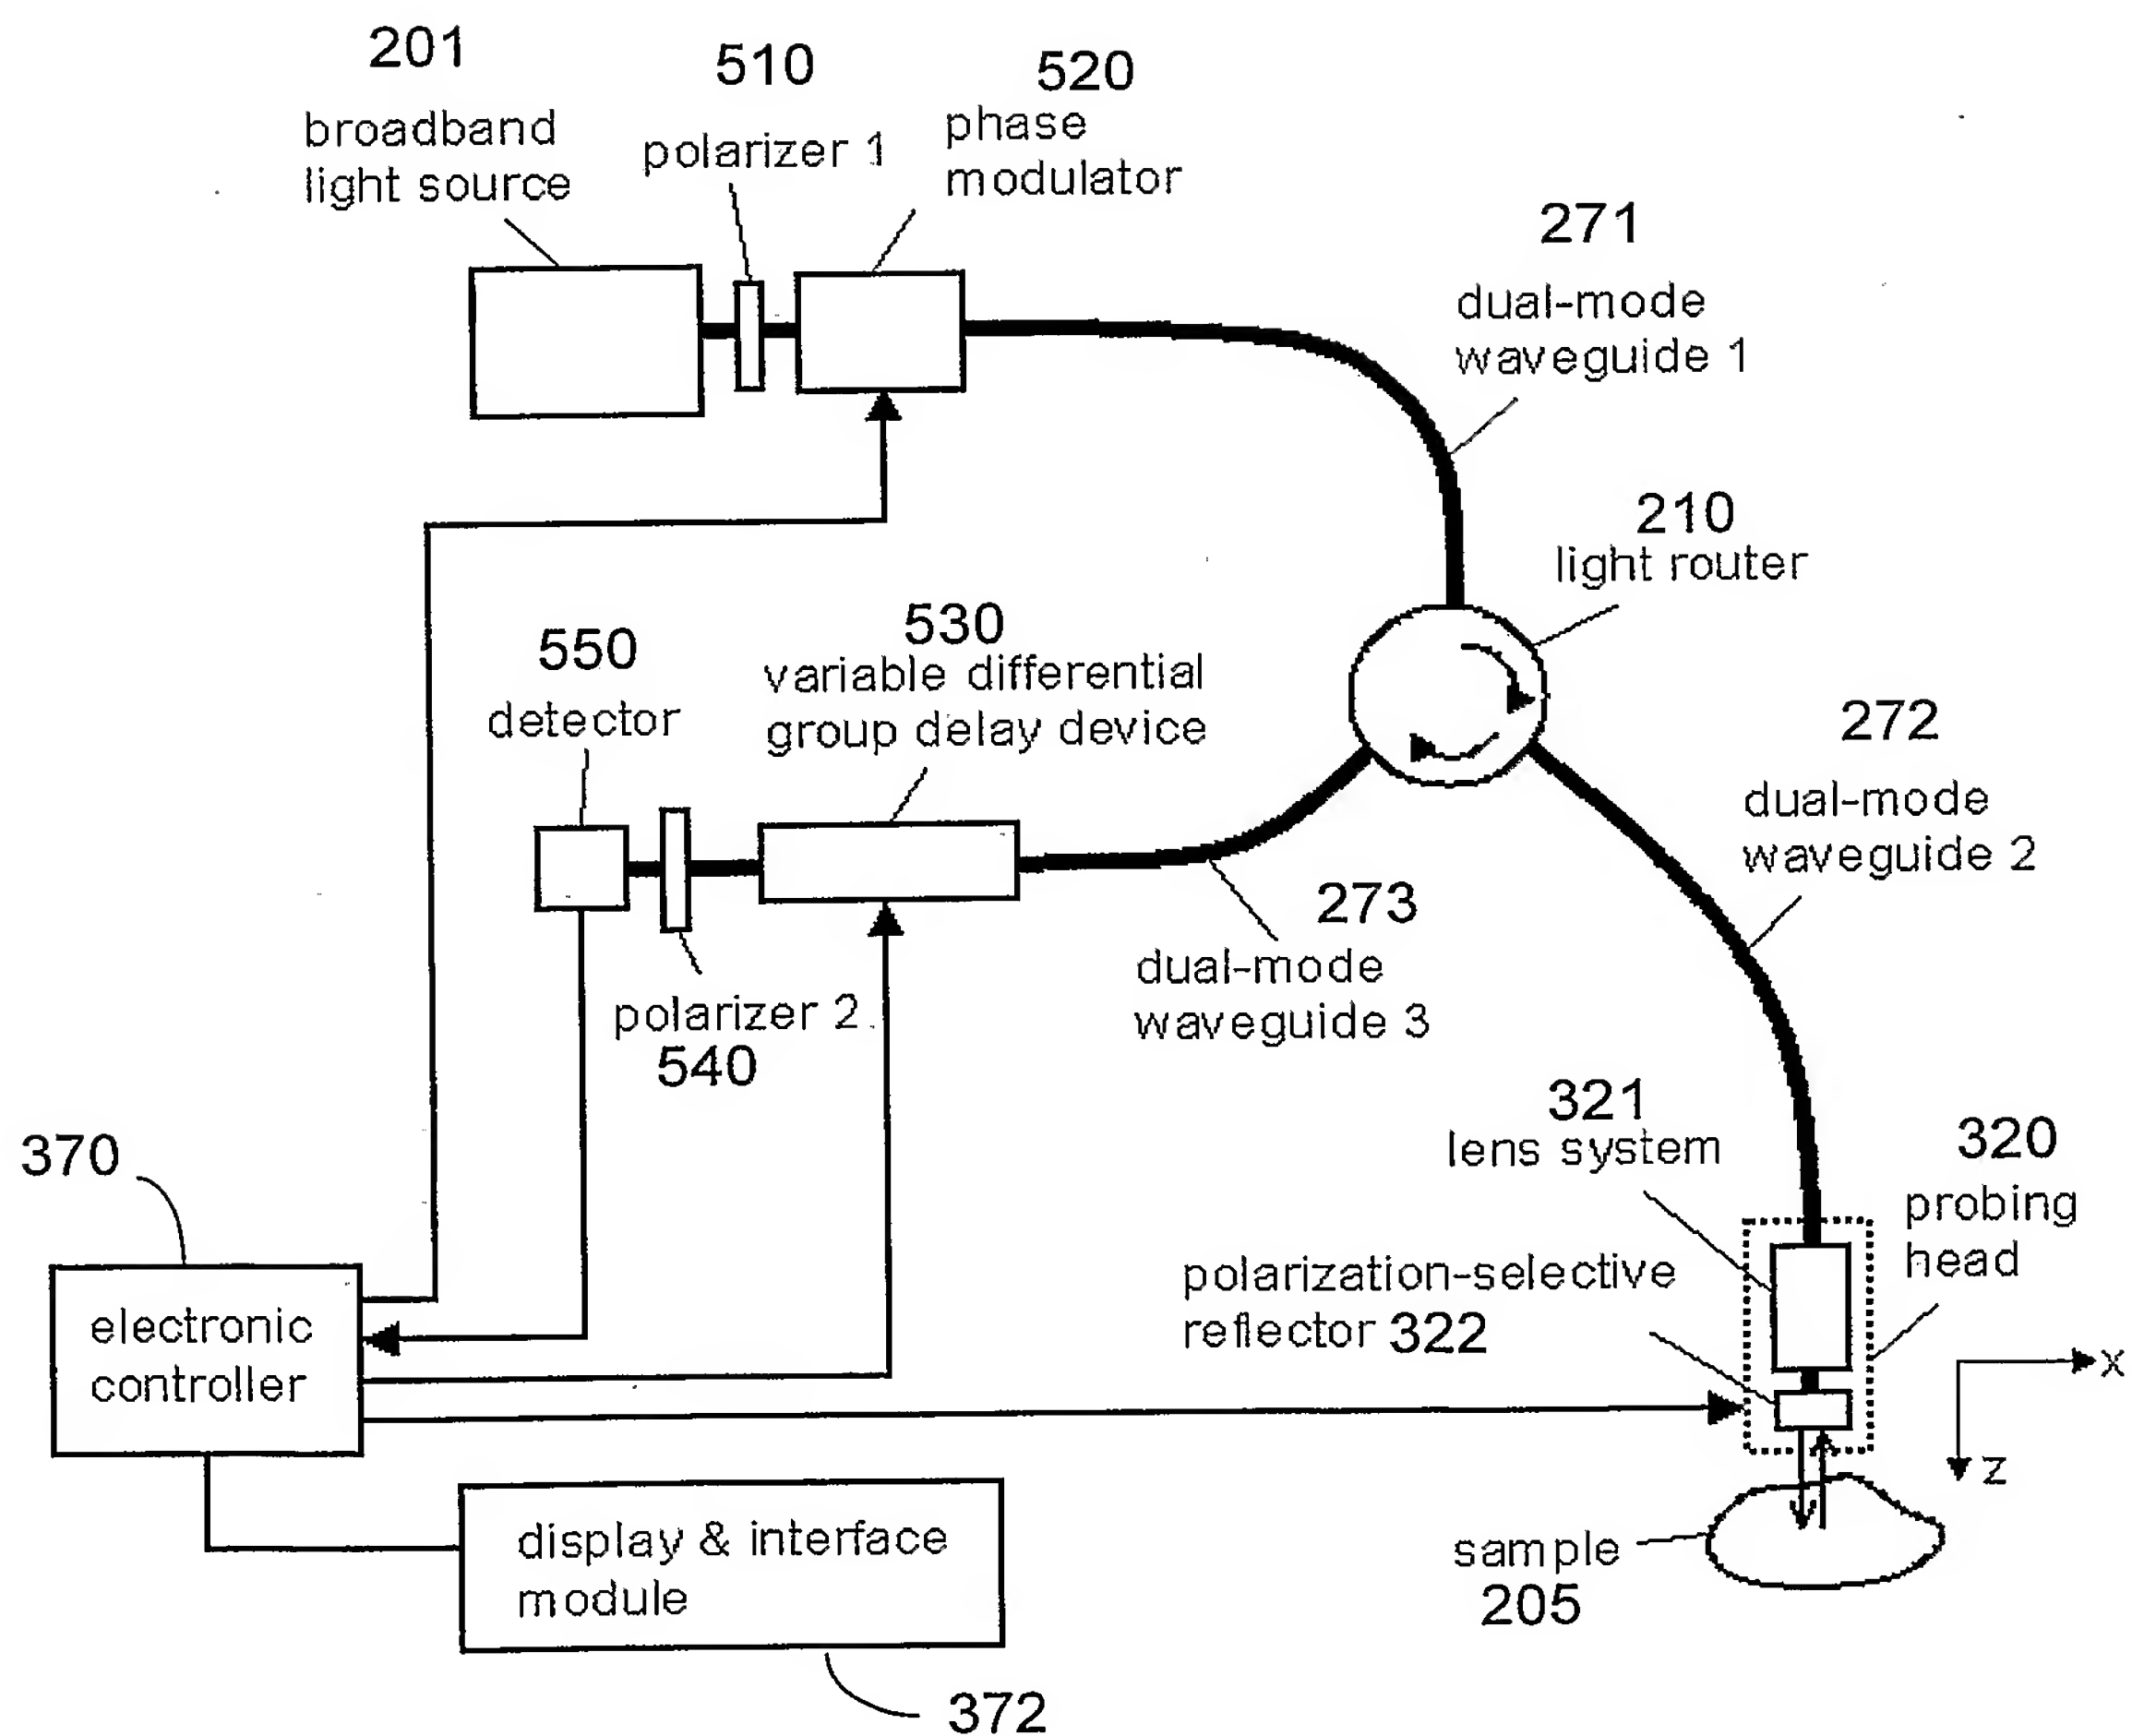 201
broadband
light source
510
polarizer 1
520
phase
modulator
271
dual-mode
waveguide 1
210
light router
530
variable differential
group delay device
550
detector
272
dual-mode
waveguide 2
273
dual-mode
waveguide 3
polarizer 2
540
321
lens system
320
probing
head
370
polarization-selective
reflector 322
electronic
controller
X
Z
display & interface
module
sample
205
372